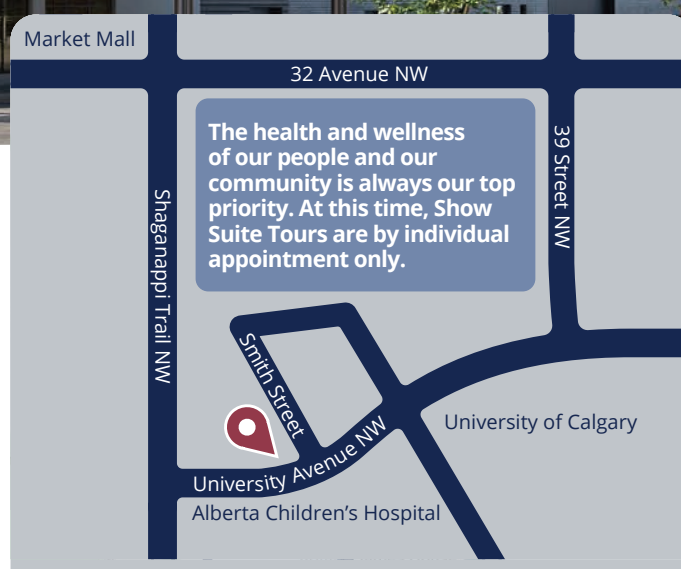 Market Mall
32 Avenue NW
The health and wellness
of our people and our
community is always our top
priority. At this time, Show
Suite Tours are by individual
appointment only.
39 Street NW
Shaganappi Trail NW
Smith Street
University of Calgary
University Avenue NW
Alberta Children’s Hospital